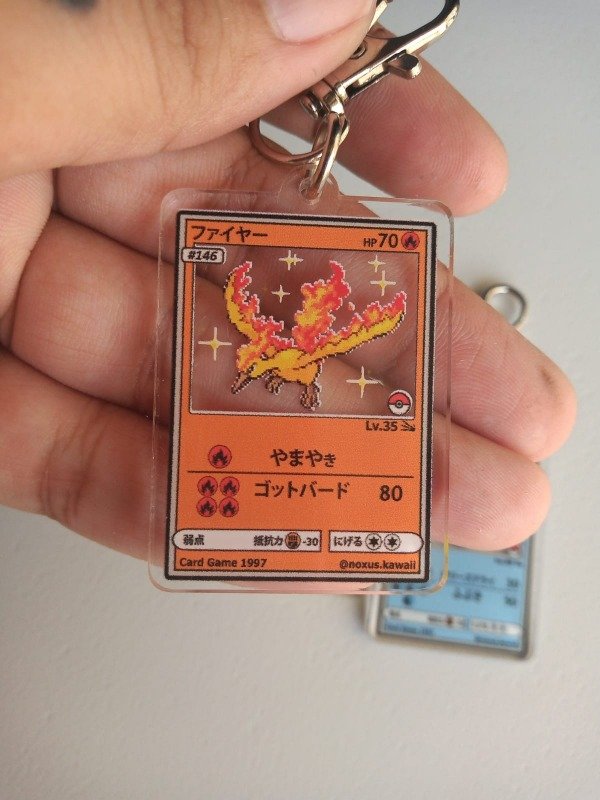 ファイヤー HP70
#146
Lv.35
やまやき
ゴットバード 80
弱点 抵抗力 -30 にげる
Card Game 1997 @noxus.kawaii